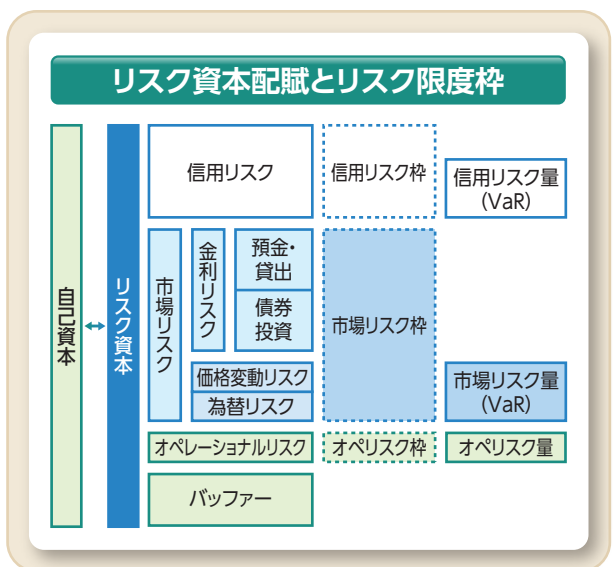 リスク資本配賦とリスク限度枠
自己資本
リスク資本
信用リスク
信用リスク枠
信用リスク量
(VaR)
市場リスク
金利リスク
預金・
貸出
債券
投資
価格変動リスク
為替リスク
市場リスク枠
市場リスク量
(VaR)
オペレーショナルリスク
オペリスク枠
オペリスク量
バッファー